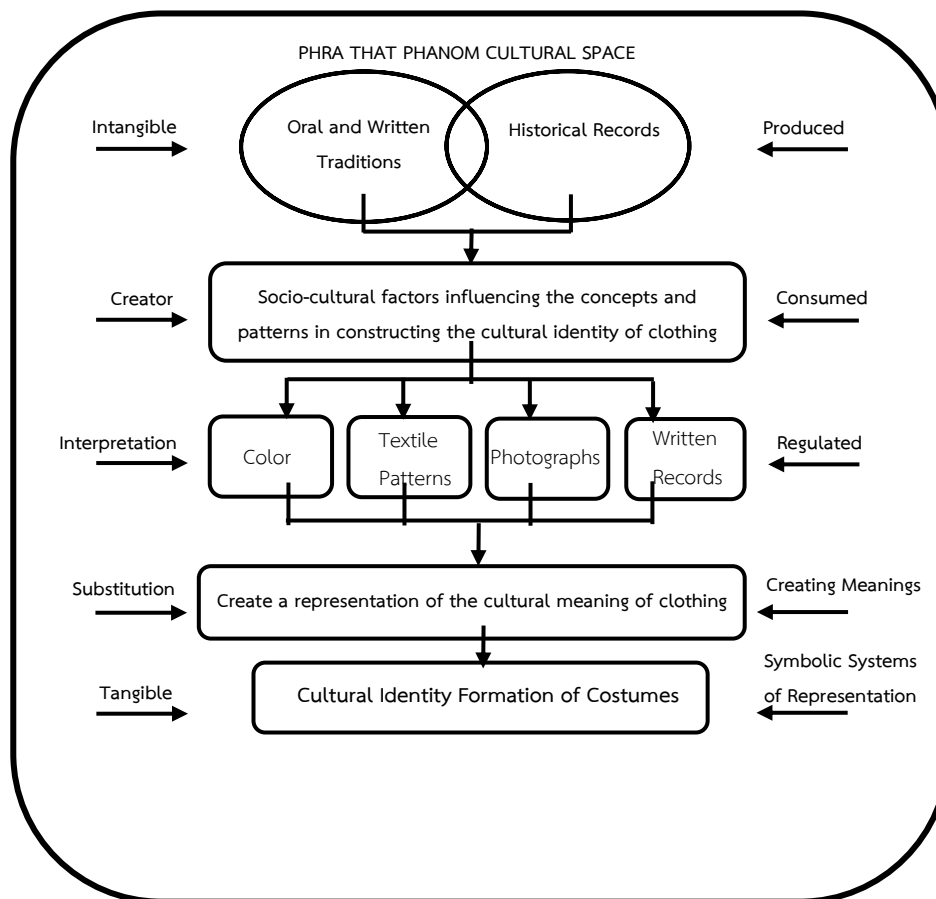 PHRA THAT PHANOM CULTURAL SPACE
Intangible
Oral and Written
Traditions
Historical Records
Produced
Creator
Socio-cultural factors influencing the concepts and
patterns in constructing the cultural identity of clothing
Consumed
Interpretation
Color
Textile
Patterns
Photographs
Written
Records
Regulated
Substitution
Create a representation of the cultural meaning of clothing
Creating Meanings
Tangible
Cultural Identity Formation of Costumes
Symbolic Systems
of Representation